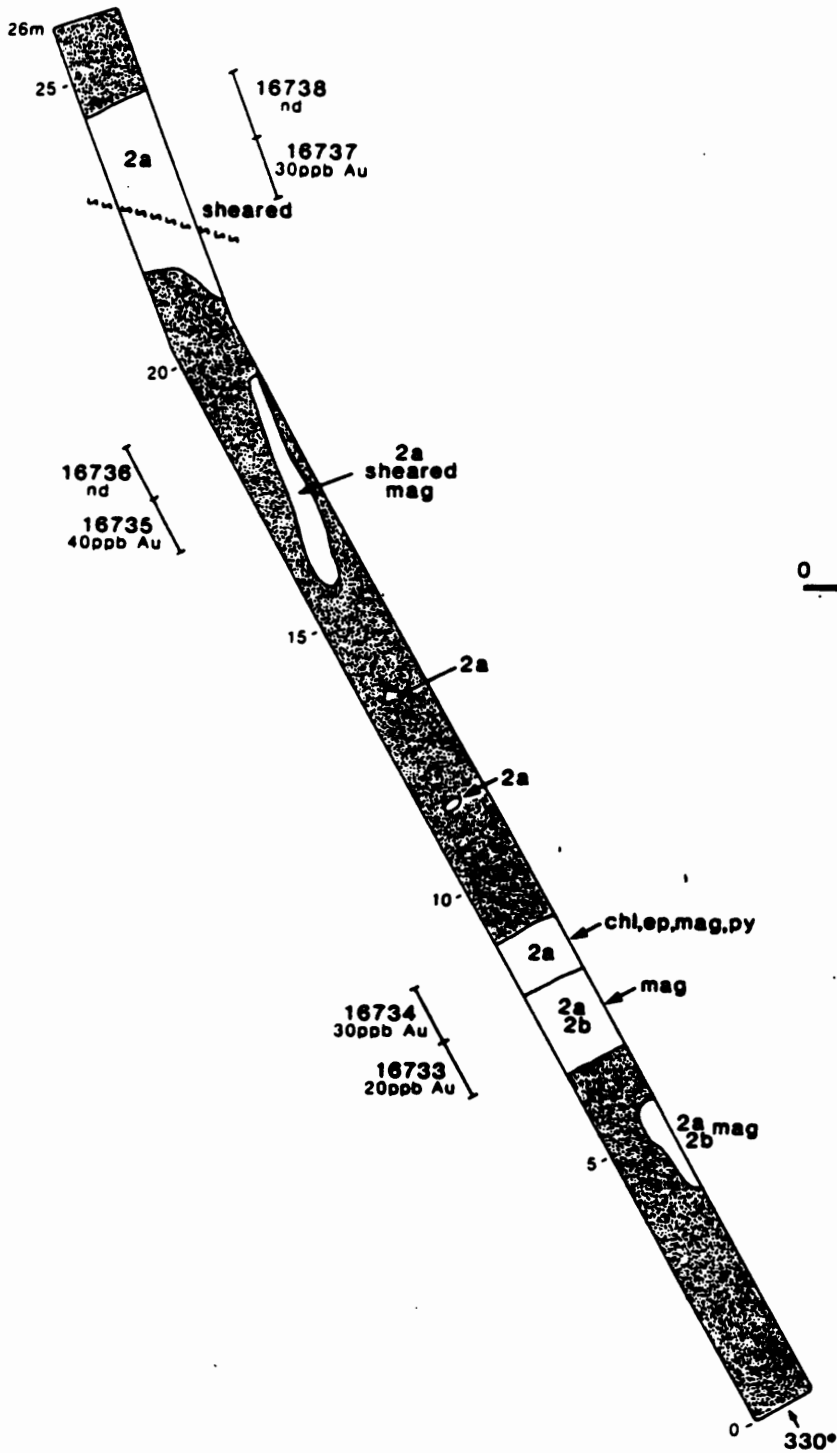 26m
25
16738
nd
2a
16737
30ppb Au
sheared
20
2a
sheared
mag
16736
nd
16735
40ppb Au
0
15
2a
2a
10
chl,ep,mag,py
2a
mag
16734
30ppb Au
2a
2b
16733
20ppb Au
2a mag
2b
5
0
330°